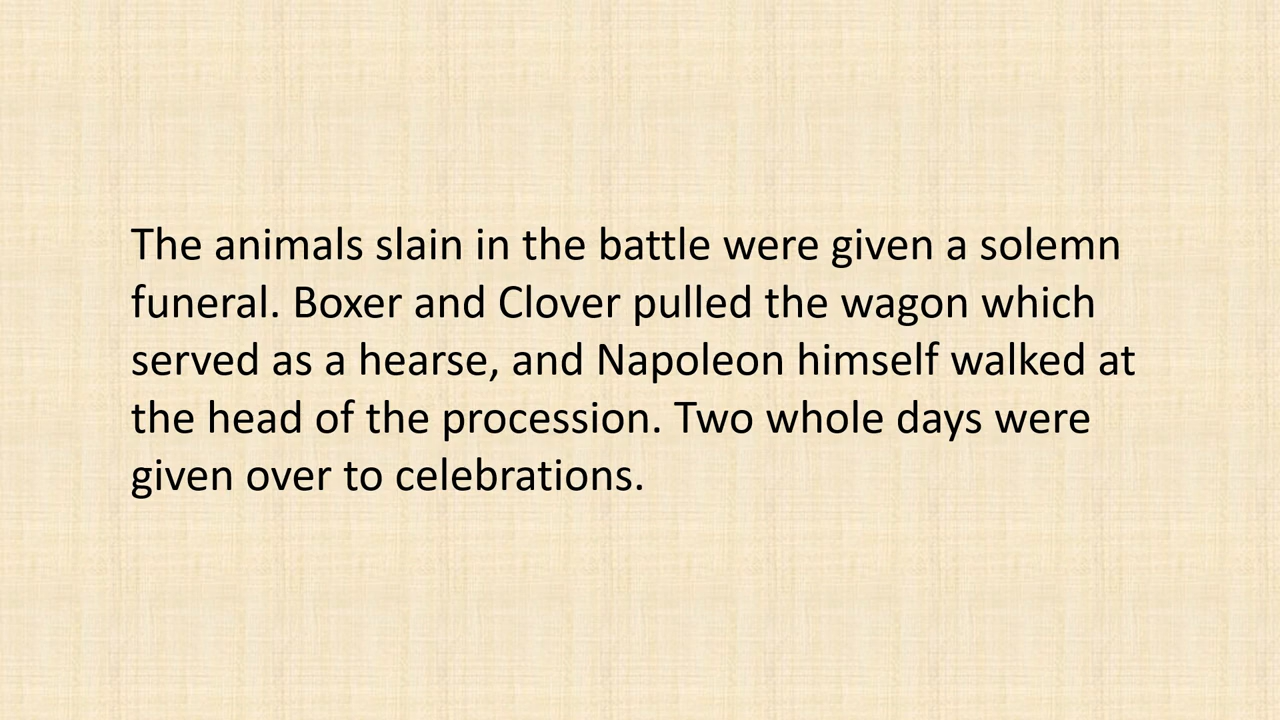 The animals slain in the battle were given a solemn
funeral. Boxer and Clover pulled the wagon which
served as a hearse, and Napoleon himself walked at
the head of the procession. Two whole days were
given over to celebrations.